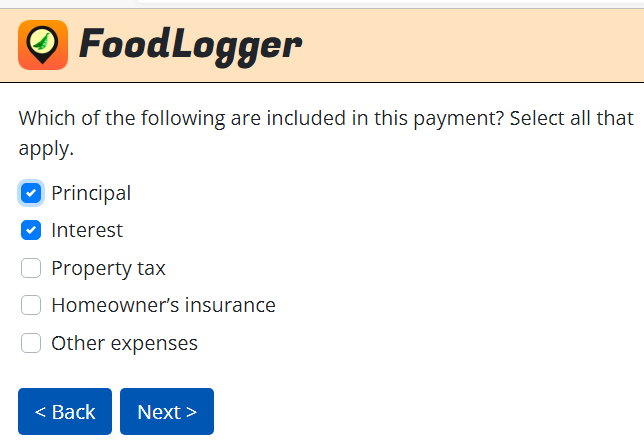 FoodLogger
Which of the following are included in this payment? Select all that
apply.
Principal
Interest
Property tax
Homeowner’s insurance
Other expenses
< Back
Next >